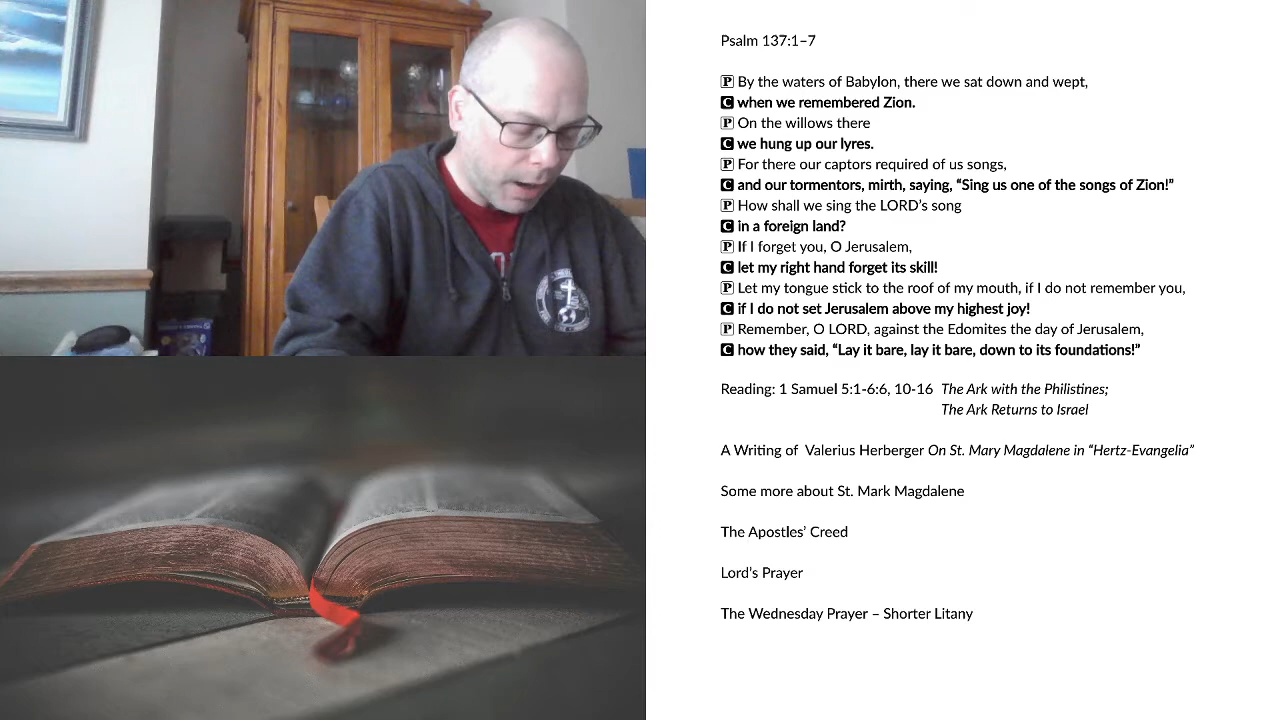 Psalm 137:1–7
P By the waters of Babylon, there we sat down and wept,
C when we remembered Zion.
P On the willows there
C we hung up our lyres.
P For there our captors required of us songs,
C and our tormentors, mirth, saying, “Sing us one of the songs of Zion!”
P How shall we sing the LORD’s song
C in a foreign land?
P If I forget you, O Jerusalem,
C let my right hand forget its skill!
P Let my tongue stick to the roof of my mouth, if I do not remember you,
C if I do not set Jerusalem above my highest joy!
P Remember, O LORD, against the Edomites the day of Jerusalem,
C how they said, “Lay it bare, lay it bare, down to its foundations!”
Reading: 1 Samuel 5:1-6:6, 10-16 The Ark with the Philistines;
The Ark Returns to Israel
A Writing of Valerius Herberger On St. Mary Magdalene in “Hertz-Evangelia”
Some more about St. Mark Magdalene
The Apostles’ Creed
Lord’s Prayer
The Wednesday Prayer – Shorter Litany